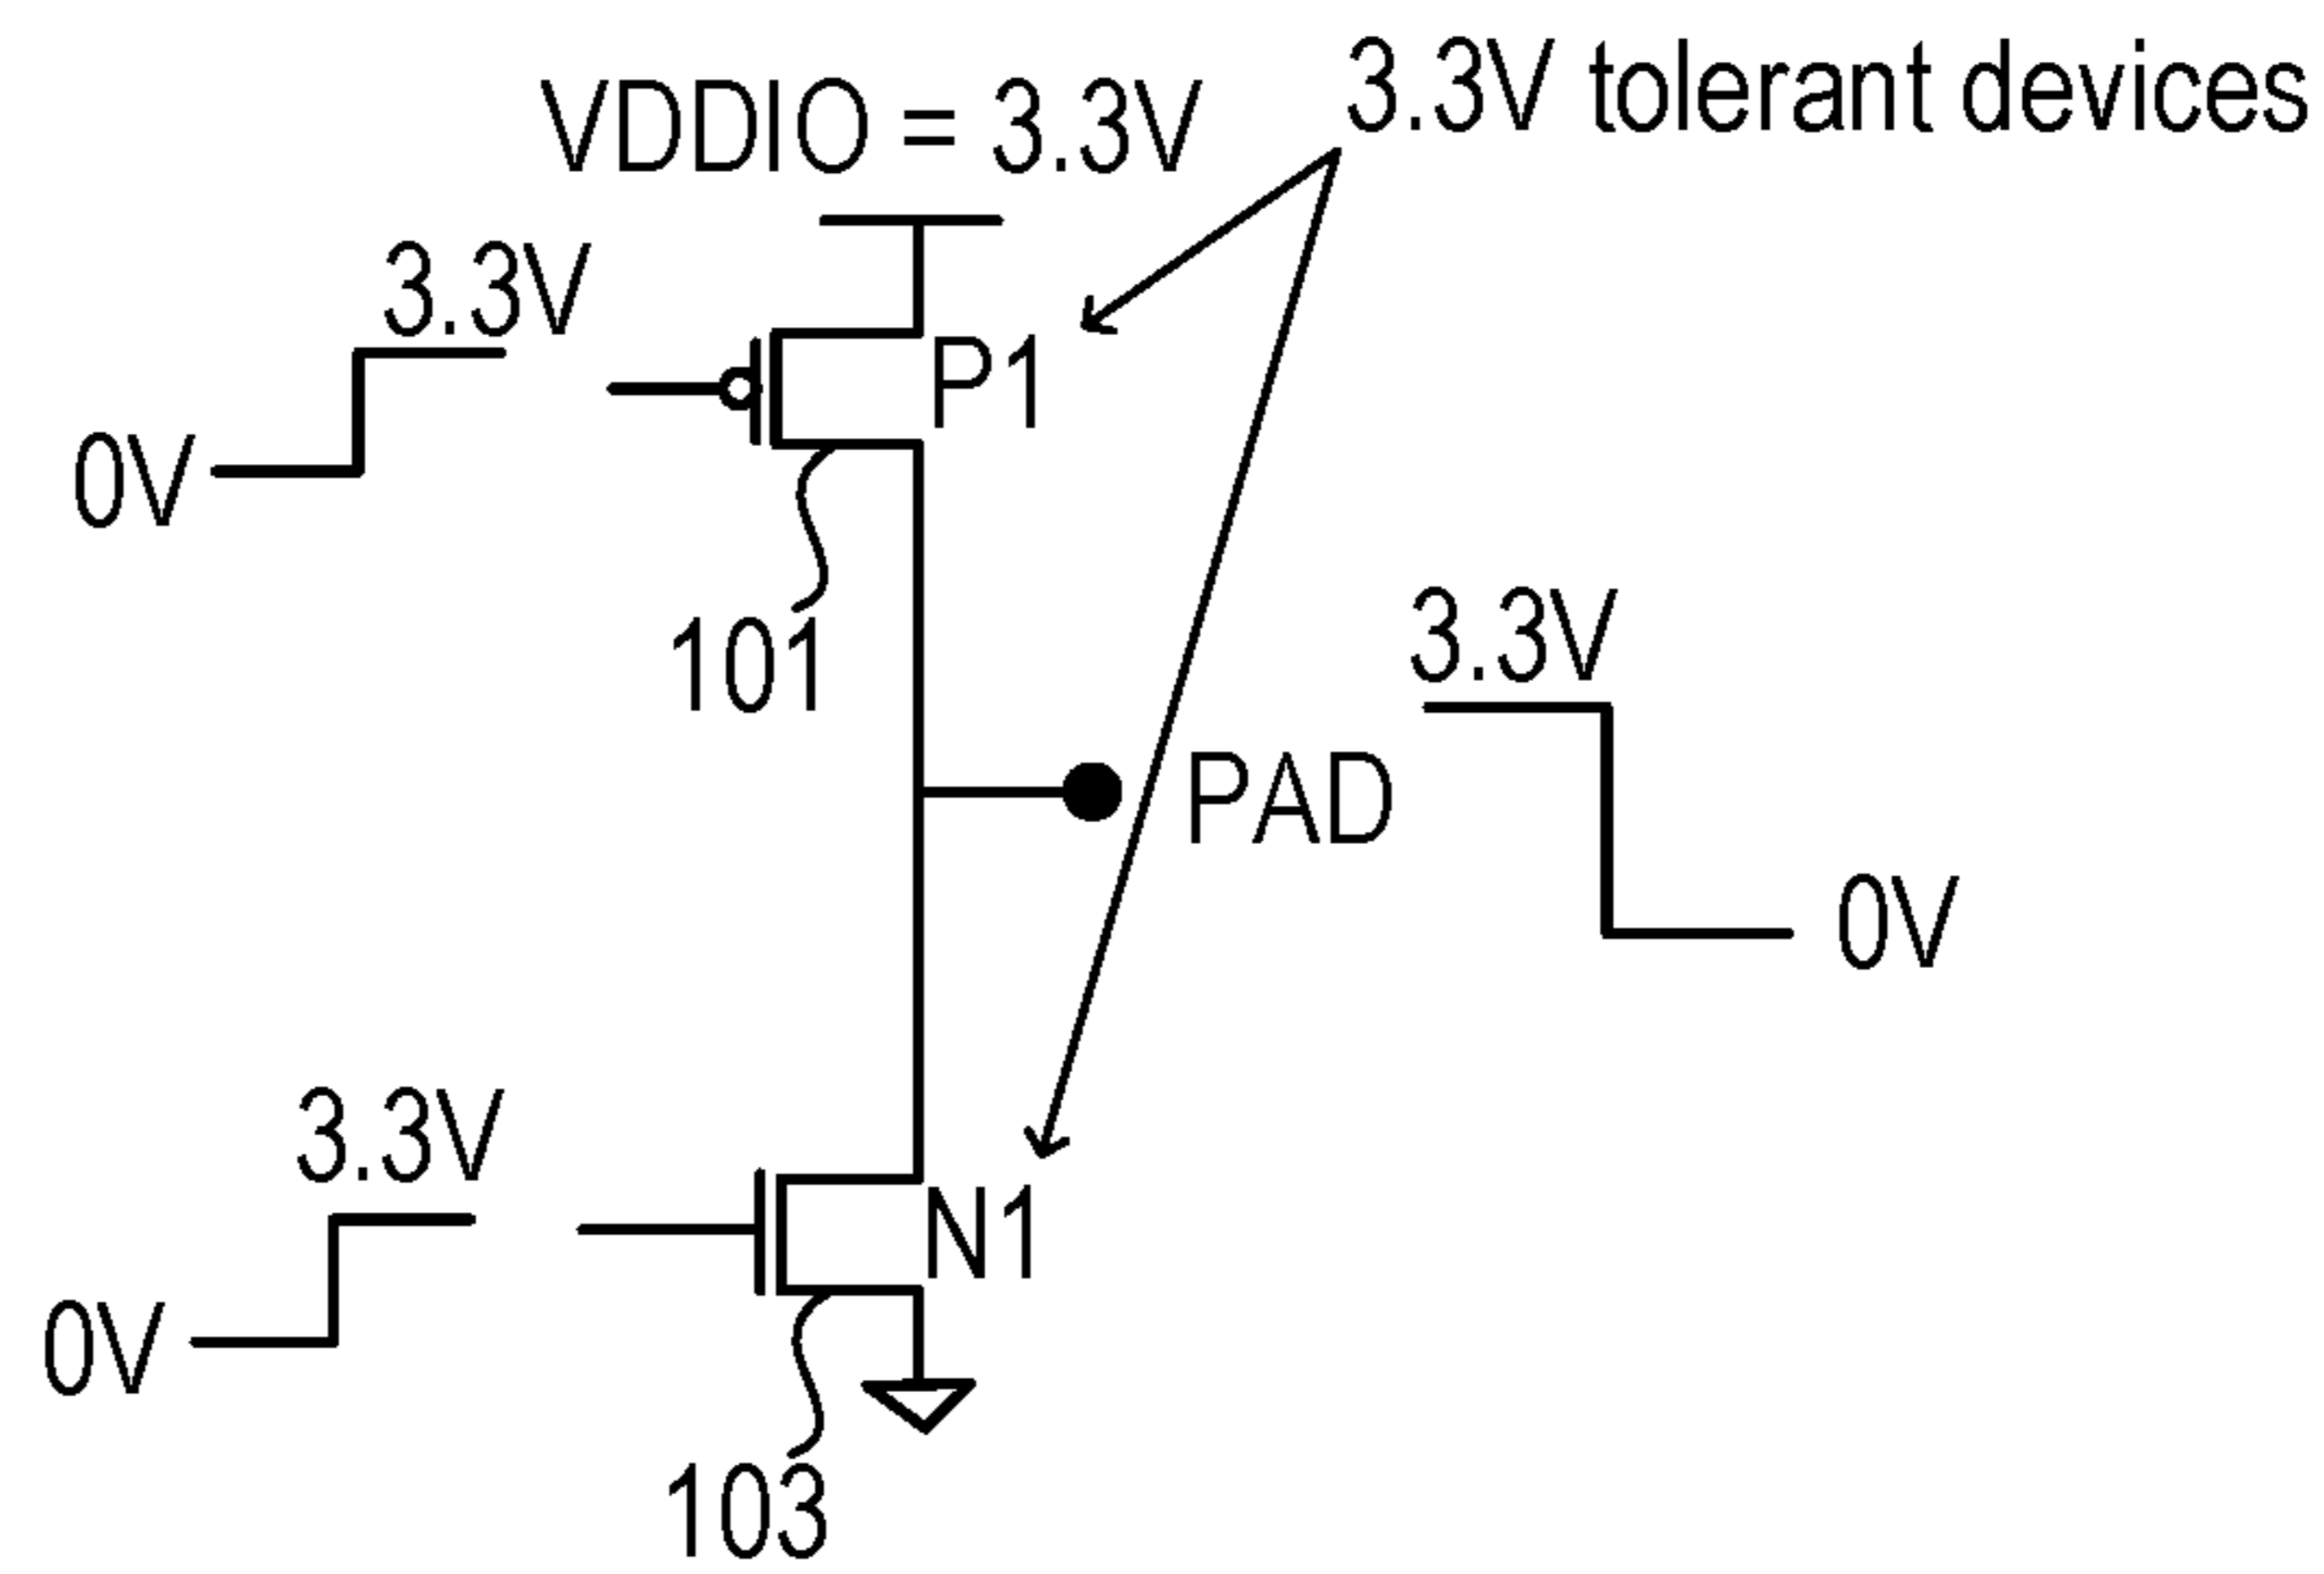 3.3V tolerant devices
VDDIO = 3.3V
3.3V
P1
0V
101
3.3V
PAD
0V
3.3V
N1
0V
103